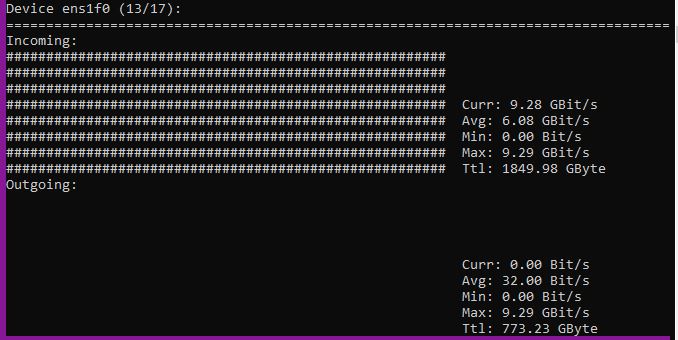 Device ens1f0 (13/17):
===================================================================================
Incoming:
#######################################################
#######################################################
#######################################################
####################################################### Curr: 9.28 GBit/s
####################################################### Avg: 6.08 GBit/s
####################################################### Min: 0.00 Bit/s
####################################################### Max: 9.29 GBit/s
####################################################### Ttl: 1849.98 GByte
Outgoing:
Curr: 0.00 Bit/s
Avg: 32.00 Bit/s
Min: 0.00 Bit/s
Max: 9.29 GBit/s
Ttl: 773.23 GByte